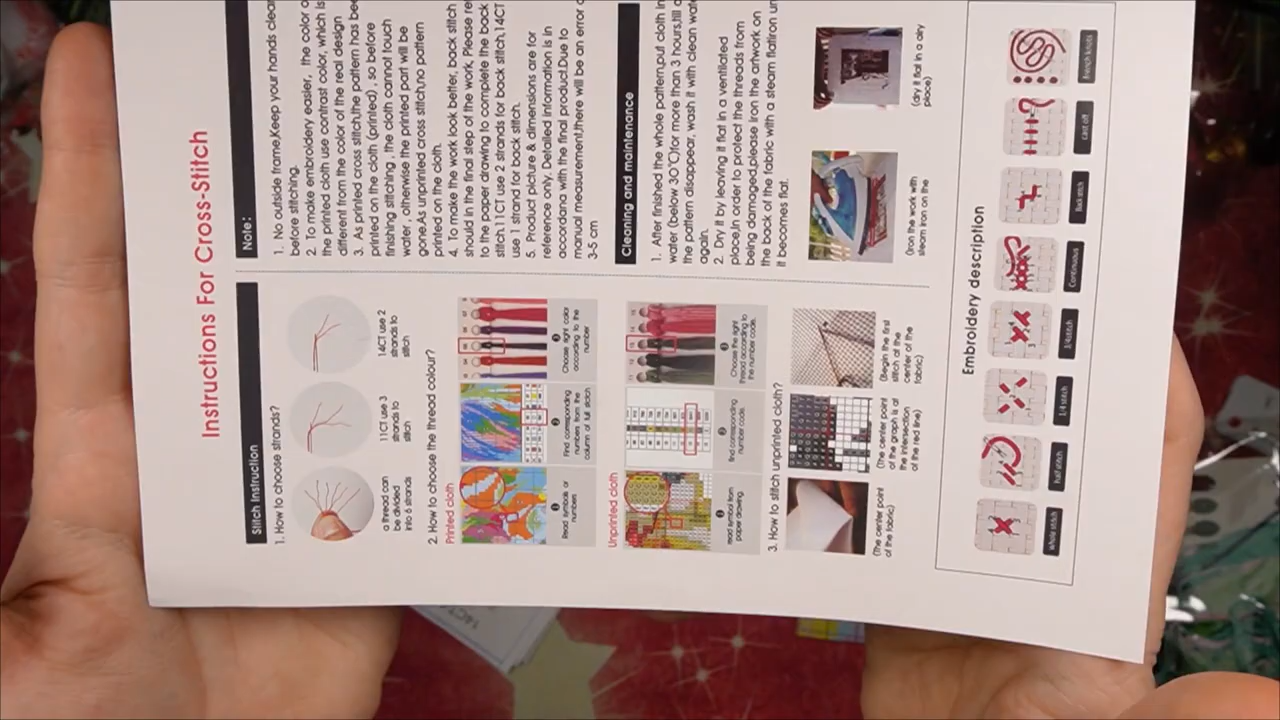 Instructions For Cross-Stitch
Stitch Instruction
1. How to choose strands?
a thread can
be divided
into 6 strands
11CT use 3
strands to
stitch
14CT use 2
strands to
stitch
2. How to choose the thread colour?
Printed cloth
1
Read symbols or
numbers
2
Find corresponding
numbers from the
column of full stitch
3
Choose right color
according to the
number
Unprinted cloth
1
read symbol from
paper drawing.
2
find corresponding
number code.
3
Choose the right
thread according to
the number code.
3. How to stitch unprinted cloth?
(The center point
of the fabric)
(The center point
of the graph is at
the intersection
of the red line)
(Begin the first
stitch at the
center of the
fabric)
Note:
1. No outside frame,Keep your hands clean
before stitching.
2. To make embroidery easier, the color
the printed cloth use contrast color, which is
different from the color of the real design
3. As printed cross stitch,the pattern has
printed on the cloth (printed) , so before
finishing stitching , the cloth cannot touch
water , otherwise the printed part will be
gone.As unprinted cross stitch,no pattern
printed on the cloth.
4. To make the work look better, back stitch
should in the final step of the work, Please
to the paper drawing to complete the back
stitch.11CT use 2 strands for back stitch,14CT
use 1 strand for back stitch.
5. Product picture & dimensions are for
reference only. Detailed information is in
accordana with the final product.Due to
manual measurement,there will be an error
3-5 cm
Cleaning and maintenance
1. After finished the whole pattern,put cloth in
water (below 30℃)for more than 3 hours,till
the pattern disappear, wash it with clean
again.
2. Dry it by leaving it flat in a ventilated
place,In order to protect the threads from
being damaged,please iron the artwork on
the back of the fabric with a steam flatiron
it becomes flat.
(Iron the work with
steam iron on the
(dry it flat in a airy
place)
Embroidery description
Whole stitch
half stitch
1/4 stitch
3/4 stitch
Continuous
Back stitch
cast off
French knots
14CT